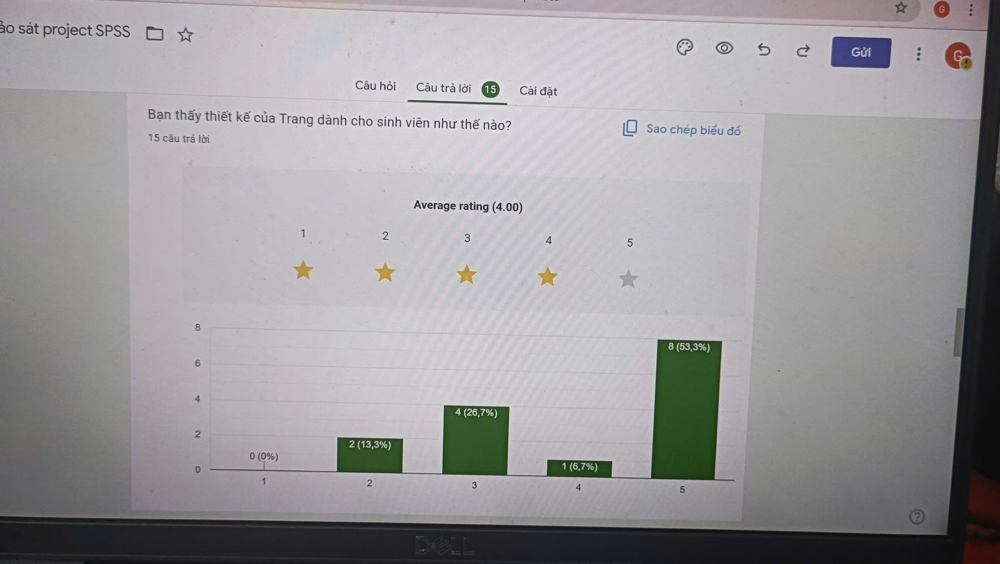 G
ảo sát project SPSS
Gửi
G
Câu hỏi Câu trả lời 15 Cài đặt
Bạn thấy thiết kế của Trang dành cho sinh viên như thế nào?
Sao chép biểu đồ
15 câu trả lời
Average rating (4.00)
1 2 3 4 5
8
8 (53,3%)
6
4
4 (26,7%)
2
2 (13,3%)
0 (0%)
1 (6,7%)
0
1 2 3 4 5
DELL